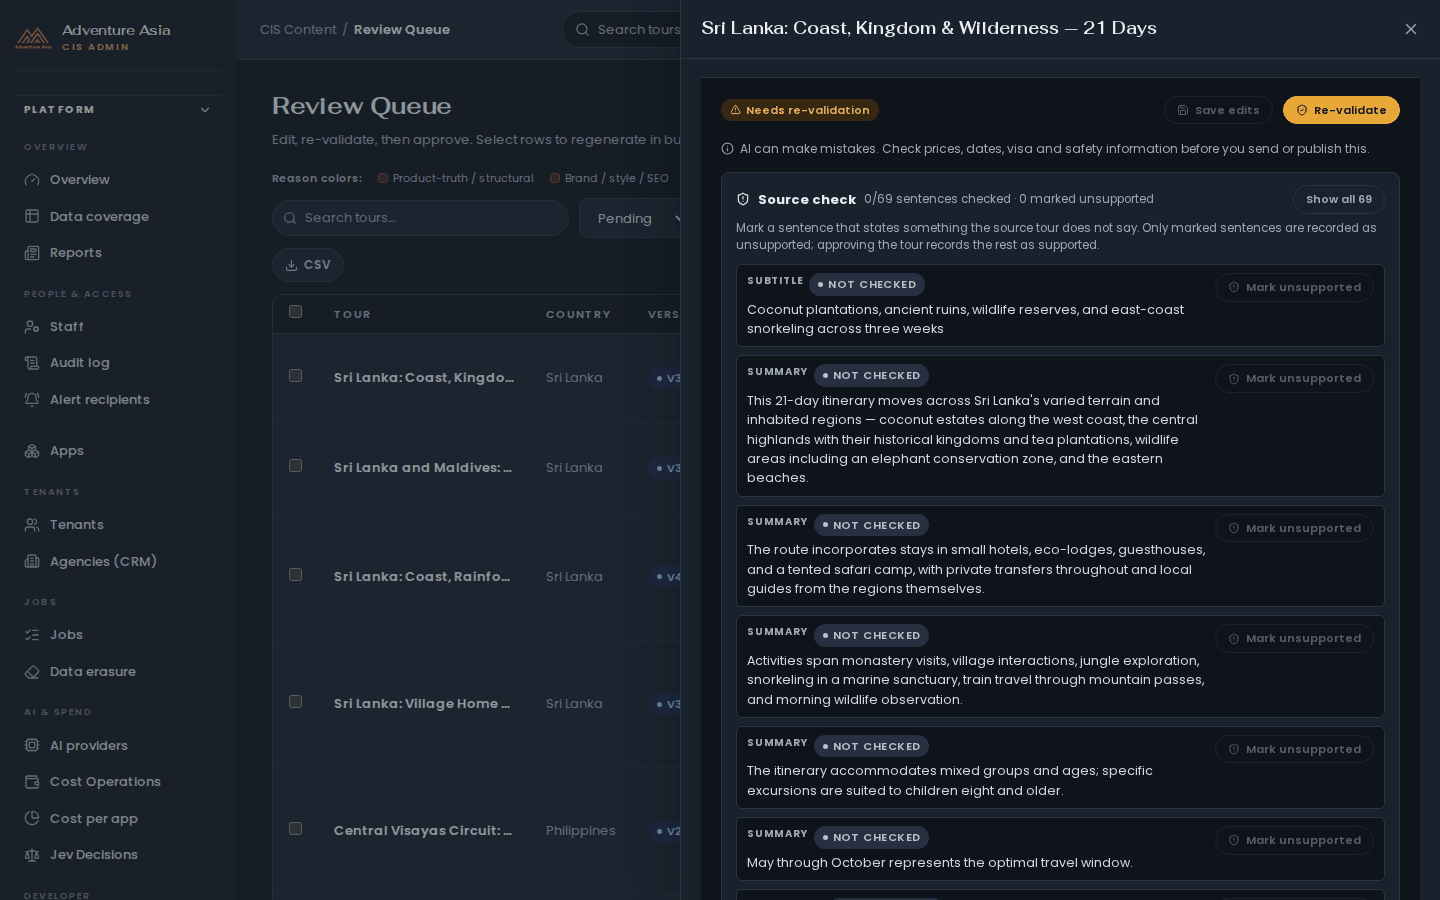 Adventure Asia
CIS ADMIN
PLATFORM
OVERVIEW
Overview
Data coverage
Reports
PEOPLE & ACCESS
Staff
Audit log
Alert recipients
Apps
TENANTS
Tenants
Agencies (CRM)
JOBS
Jobs
Data erasure
AI & SPEND
AI providers
Cost Operations
Cost per app
Jev Decisions
DEVELOPER
CIS Content / Review Queue
Search tours
Review Queue
Edit, re-validate, then approve. Select rows to regenerate in bu
Reason colors: Product-truth / structural Brand / style / SEO
Search tours... Pending
CSV
TOUR COUNTRY VERS
Sri Lanka: Coast, Kingdo... Sri Lanka V3
Sri Lanka and Maldives: ... Sri Lanka V3
Sri Lanka: Coast, Rainfo... Sri Lanka V4
Sri Lanka: Village Home ... Sri Lanka V3
Central Visayas Circuit: ... Philippines V2
Sri Lanka: Coast, Kingdom & Wilderness — 21 Days
Needs re-validation Save edits Re-validate
AI can make mistakes. Check prices, dates, visa and safety information before you send or publish this.
Source check 0/69 sentences checked · 0 marked unsupported Show all 69
Mark a sentence that states something the source tour does not say. Only marked sentences are recorded as
unsupported; approving the tour records the rest as supported.
SUBTITLE NOT CHECKED Mark unsupported
Coconut plantations, ancient ruins, wildlife reserves, and east-coast
snorkeling across three weeks
SUMMARY NOT CHECKED Mark unsupported
This 21-day itinerary moves across Sri Lanka's varied terrain and
inhabited regions — coconut estates along the west coast, the central
highlands with their historical kingdoms and tea plantations, wildlife
areas including an elephant conservation zone, and the eastern
beaches.
SUMMARY NOT CHECKED Mark unsupported
The route incorporates stays in small hotels, eco-lodges, guesthouses,
and a tented safari camp, with private transfers throughout and local
guides from the regions themselves.
SUMMARY NOT CHECKED Mark unsupported
Activities span monastery visits, village interactions, jungle exploration,
snorkeling in a marine sanctuary, train travel through mountain passes,
and morning wildlife observation.
SUMMARY NOT CHECKED Mark unsupported
The itinerary accommodates mixed groups and ages; specific
excursions are suited to children eight and older.
SUMMARY NOT CHECKED Mark unsupported
May through October represents the optimal travel window.